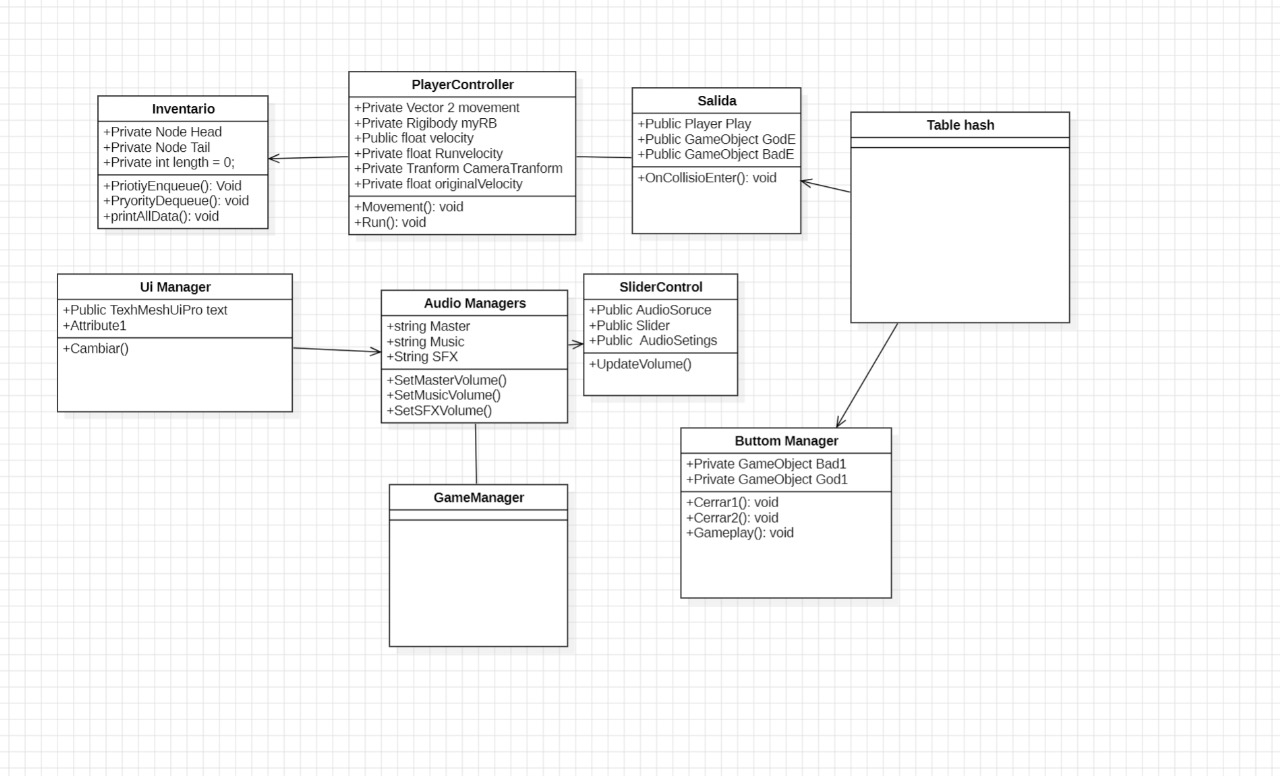 Inventario
+Private Node Head
+Private Node Tail
+Private int length = 0;
+PriotiyEnqueue(): Void
+PryorityDequeue(): void
+printAllData(): void
PlayerController
+Private Vector 2 movement
+Private Rigibody myRB
+Public float velocity
+Private float Runvelocity
+Private Tranform CameraTranform
+Private float originalVelocity
+Movement(): void
+Run(): void
Salida
+Public Player Play
+Public GameObject GodE
+Public GameObject BadE
+OnCollisioEnter(): void
Table hash
Ui Manager
+Public TexhMeshUiPro text
+Attribute1
+Cambiar()
Audio Managers
+string Master
+string Music
+String SFX
+SetMasterVolume()
+SetMusicVolume()
+SetSFXVolume()
SliderControl
+Public AudioSoruce
+Public Slider
+Public  AudioSetings
+UpdateVolume()
GameManager
Buttom Manager
+Private GameObject Bad1
+Private GameObject God1
+Cerrar1(): void
+Cerrar2(): void
+Gameplay(): void